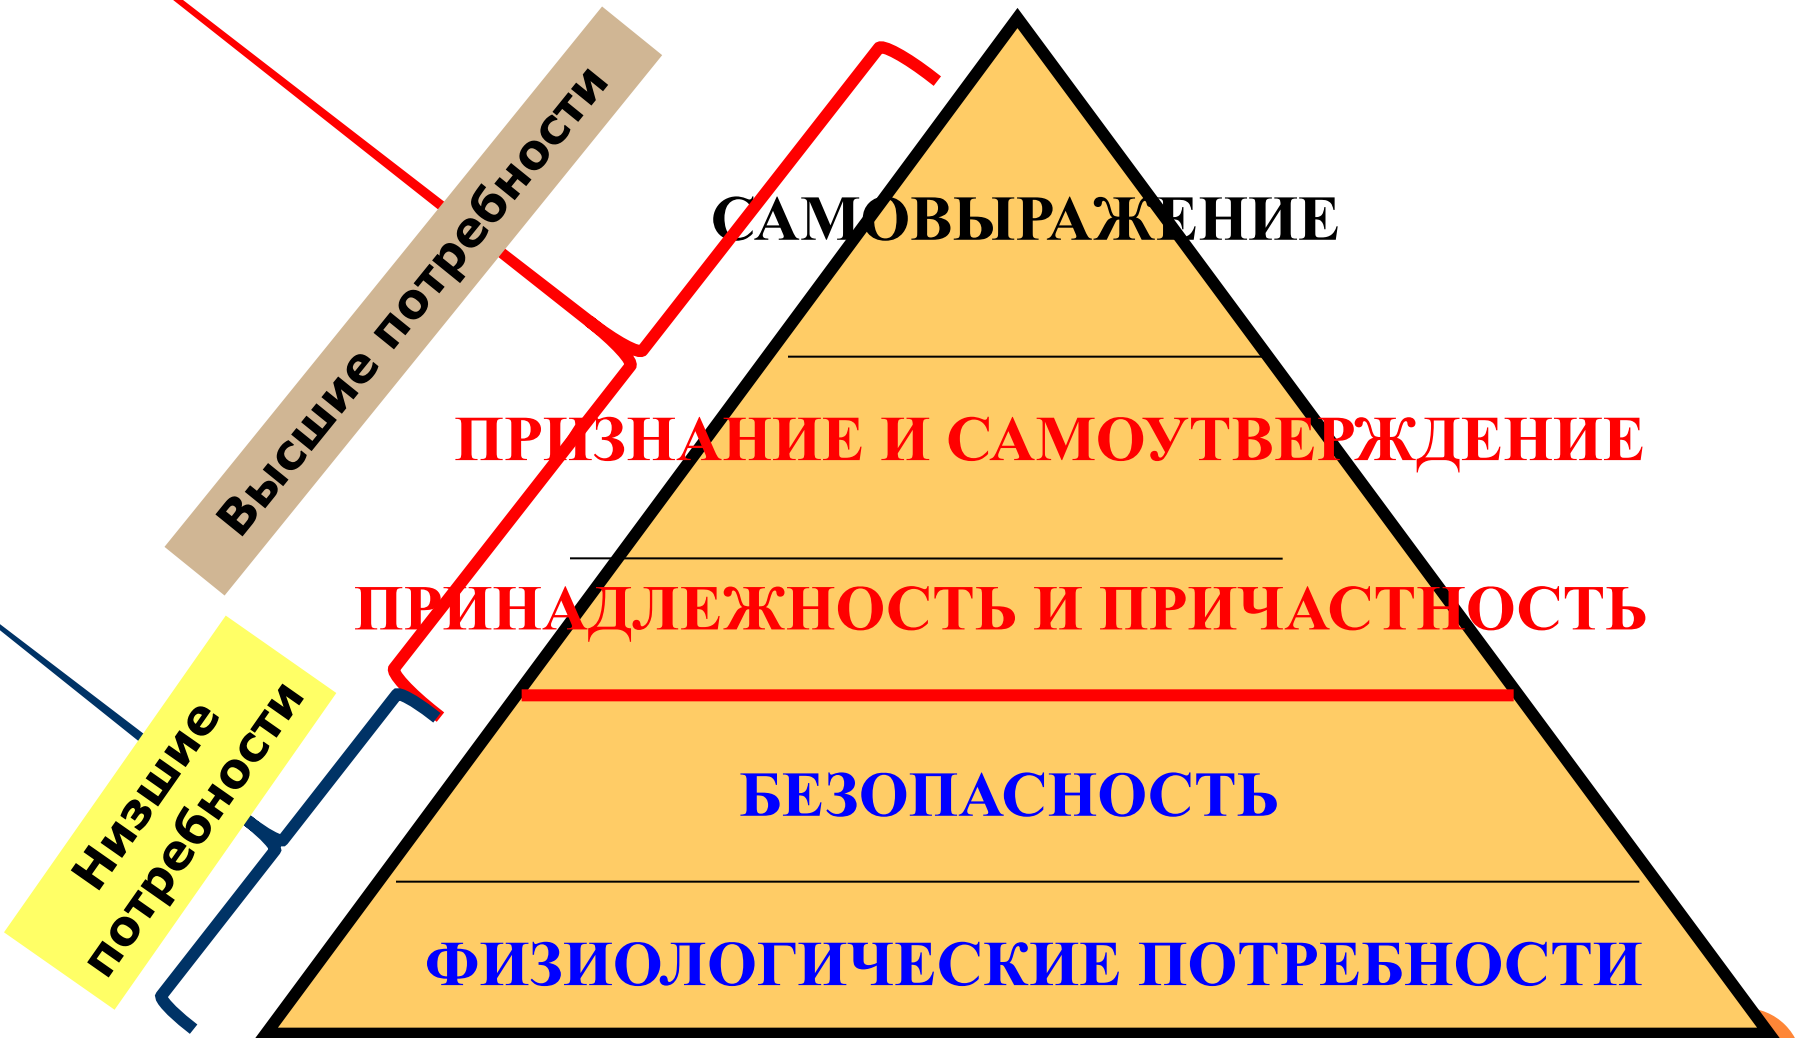 Высшие потребности
САМОВЫРАЖЕНИЕ
ПРИЗНАНИЕ И САМОУТВЕРЖДЕНИЕ
ПРИНАДЛЕЖНОСТЬ И ПРИЧАСТНОСТЬ
Низшие
потребности
БЕЗОПАСНОСТЬ
ФИЗИОЛОГИЧЕСКИЕ ПОТРЕБНОСТИ